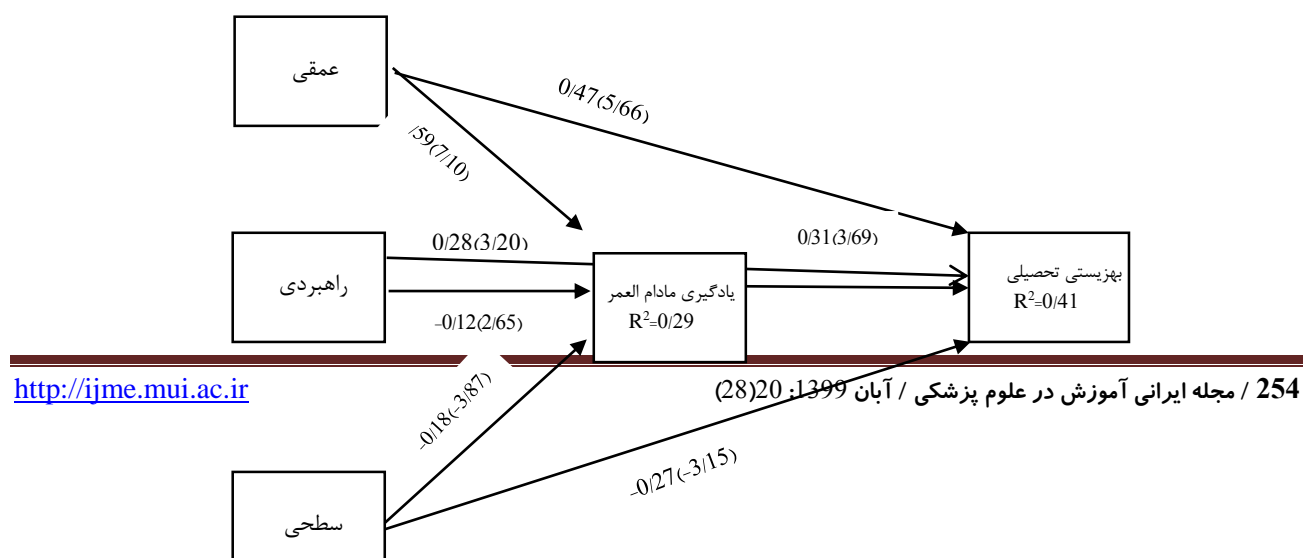 عمقی
0/47(5/66)
/59(7/10)
راهبردی
0/28(3/20)
0/31(3/69)
یادگیری مادام العمر
R²=0/29
بهزیستی تحصیلی
R²=0/41
-0/12(2/65)
254 / مجله ایرانی آموزش در علوم پزشکی / آبان 1399: 20(28)
http://ijme.mui.ac.ir
-0/18(-3/87)
-0/27(-3/15)
سطحی